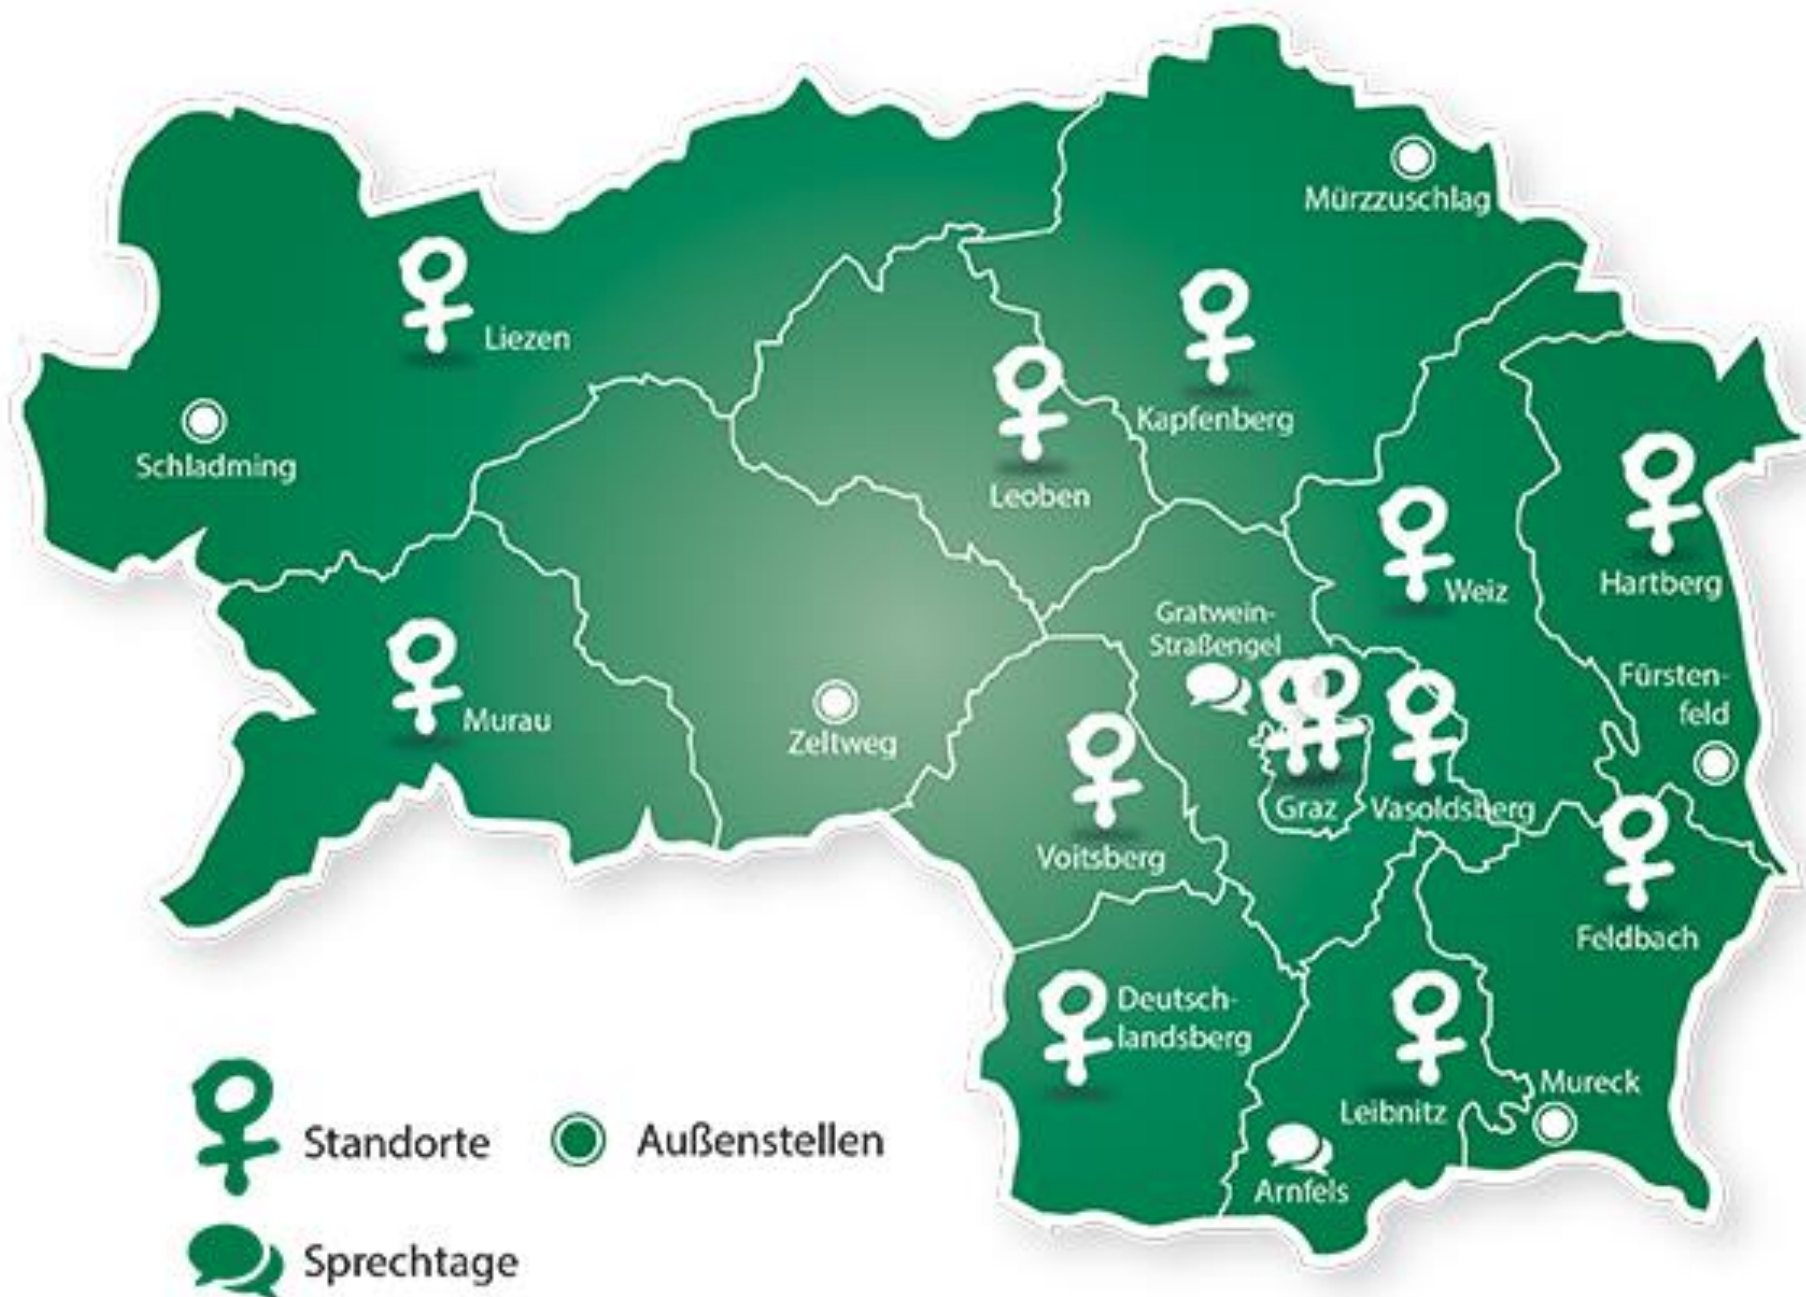 Mürzzuschlag
Liezen
Kapfenberg
Schladming
Leoben
Hartberg
Weiz
Gratwein-
Straßengel
Fürsten-
feld
Murau
Zeltweg
Graz
Vasoldsberg
Voitsberg
Feldbach
Deutsch-
landsberg
Mureck
Leibnitz
Arnfels
Standorte
Außenstellen
Sprechtage